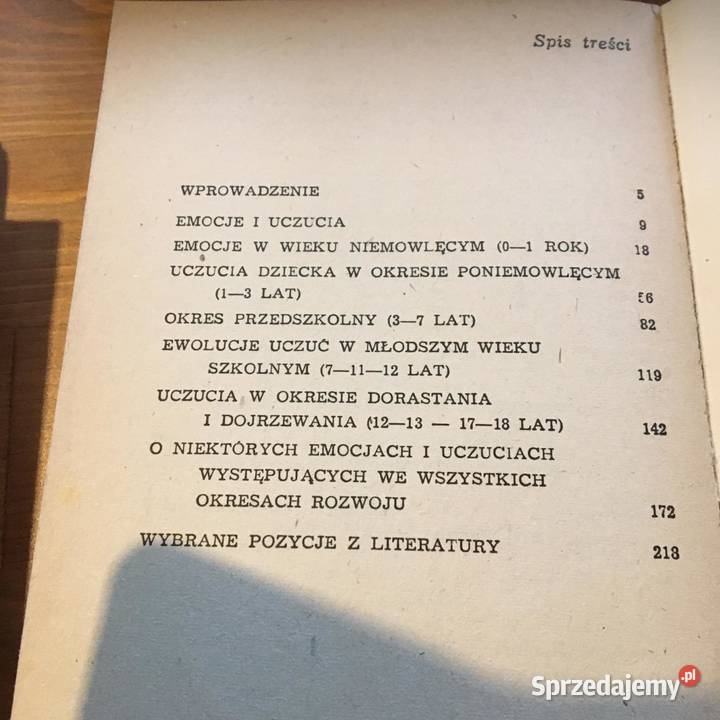 Spis treści
WPROWADZENIE 5
EMOCJE I UCZUCIA 9
EMOCJE W WIEKU NIEMOWLĘCYM (0—1 ROK) 18
UCZUCIA DZIECKA W OKRESIE PONIEMOWLĘCYM
(1—3 LAT) 56
OKRES PRZEDSZKOLNY (3—7 LAT) 82
EWOLUCJE UCZUĆ W MŁODSZYM WIEKU
SZKOLNYM (7—11—12 LAT) 119
UCZUCIA W OKRESIE DORASTANIA
I DOJRZEWANIA (12—13 — 17—18 LAT) 142
O NIEKTÓRYCH EMOCJACH I UCZUCIACH
WYSTĘPUJĄCYCH WE WSZYSTKICH
OKRESACH ROZWOJU 172
WYBRANE POZYCJE Z LITERATURY 213
Sprzedajemy.pl